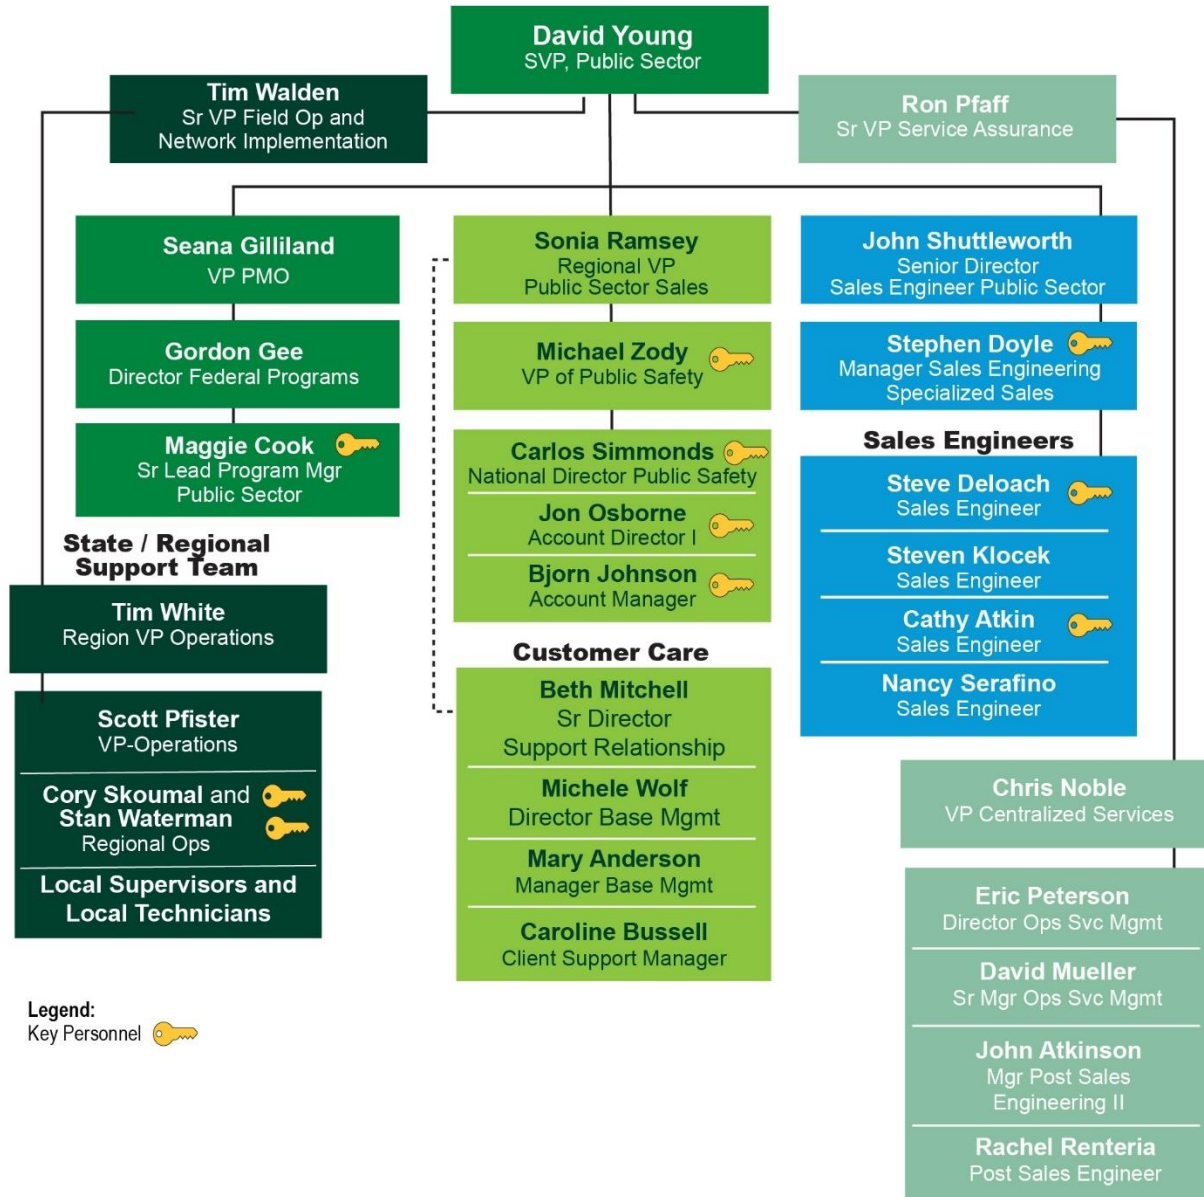 David Young
SVP, Public Sector
Tim Walden
Sr VP Field Op and
Network Implementation
Ron Pfaff
Sr VP Service Assurance
Seana Gilliland
VP PMO
Gordon Gee
Director Federal Programs
Maggie Cook
Sr Lead Program Mgr
Public Sector
Sonia Ramsey
Regional VP
Public Sector Sales
Michael Zody
VP of Public Safety
Carlos Simmonds
National Director Public Safety
Jon Osborne
Account Director I
Bjorn Johnson
Account Manager
John Shuttleworth
Senior Director
Sales Engineer Public Sector
Stephen Doyle
Manager Sales Engineering
Specialized Sales
Sales Engineers
Steve Deloach
Sales Engineer
Steven Klocek
Sales Engineer
Cathy Atkin
Sales Engineer
Nancy Serafino
Sales Engineer
State / Regional
Support Team
Tim White
Region VP Operations
Scott Pfister
VP-Operations
Cory Skoumal and
Stan Waterman
Regional Ops
Local Supervisors and
Local Technicians
Customer Care
Beth Mitchell
Sr Director
Support Relationship
Michele Wolf
Director Base Mgmt
Mary Anderson
Manager Base Mgmt
Caroline Bussell
Client Support Manager
Chris Noble
VP Centralized Services
Eric Peterson
Director Ops Svc Mgmt
David Mueller
Sr Mgr Ops Svc Mgmt
John Atkinson
Mgr Post Sales
Engineering II
Rachel Renteria
Post Sales Engineer
Legend:
Key Personnel